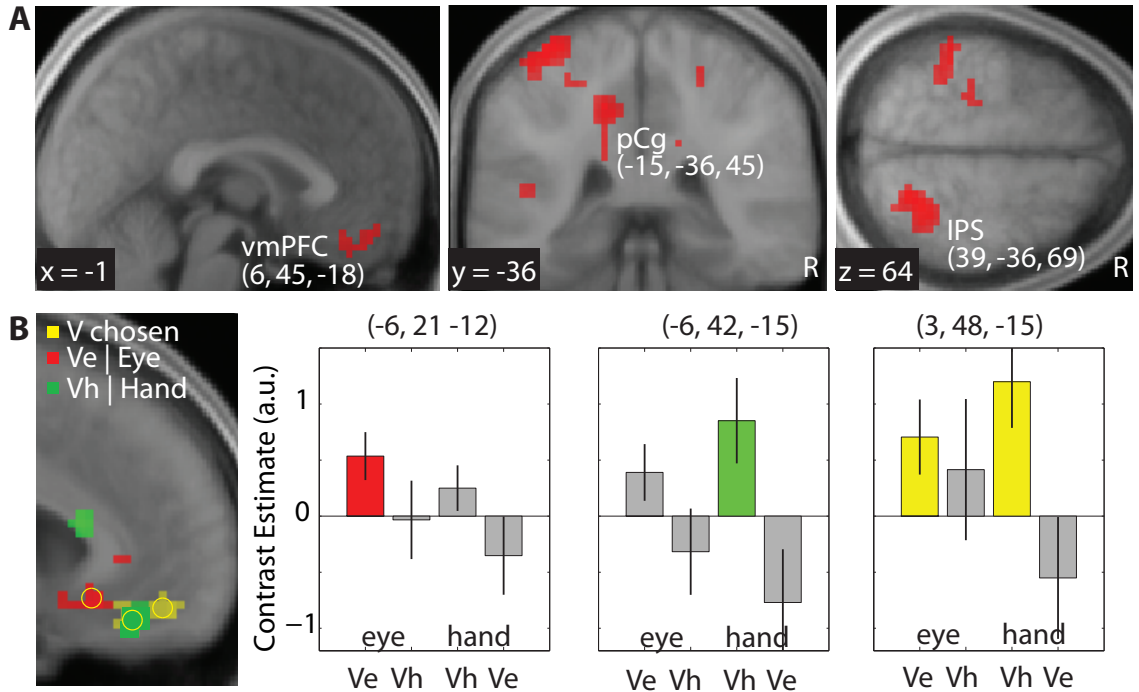 A
vmPFC
(6, 45, -18)
x = -1
pCg
(-15, -36, 45)
y = -36
R
IPS
(39, -36, 69)
z = 64
R
B
V chosen
Ve | Eye
Vh | Hand
Contrast Estimate (a.u.)
1
0
−1
(-6, 21 -12)
eye hand
Ve Vh Vh Ve
(-6, 42, -15)
eye hand
Ve Vh Vh Ve
(3, 48, -15)
eye hand
Ve Vh Vh Ve